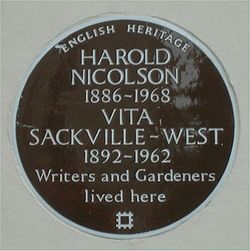 ENGLISH HERITAGE
HAROLD
NICOLSON
1886~1968
VITA
SACKVILLE~WEST
1892~1962
Writers and Gardeners
lived here